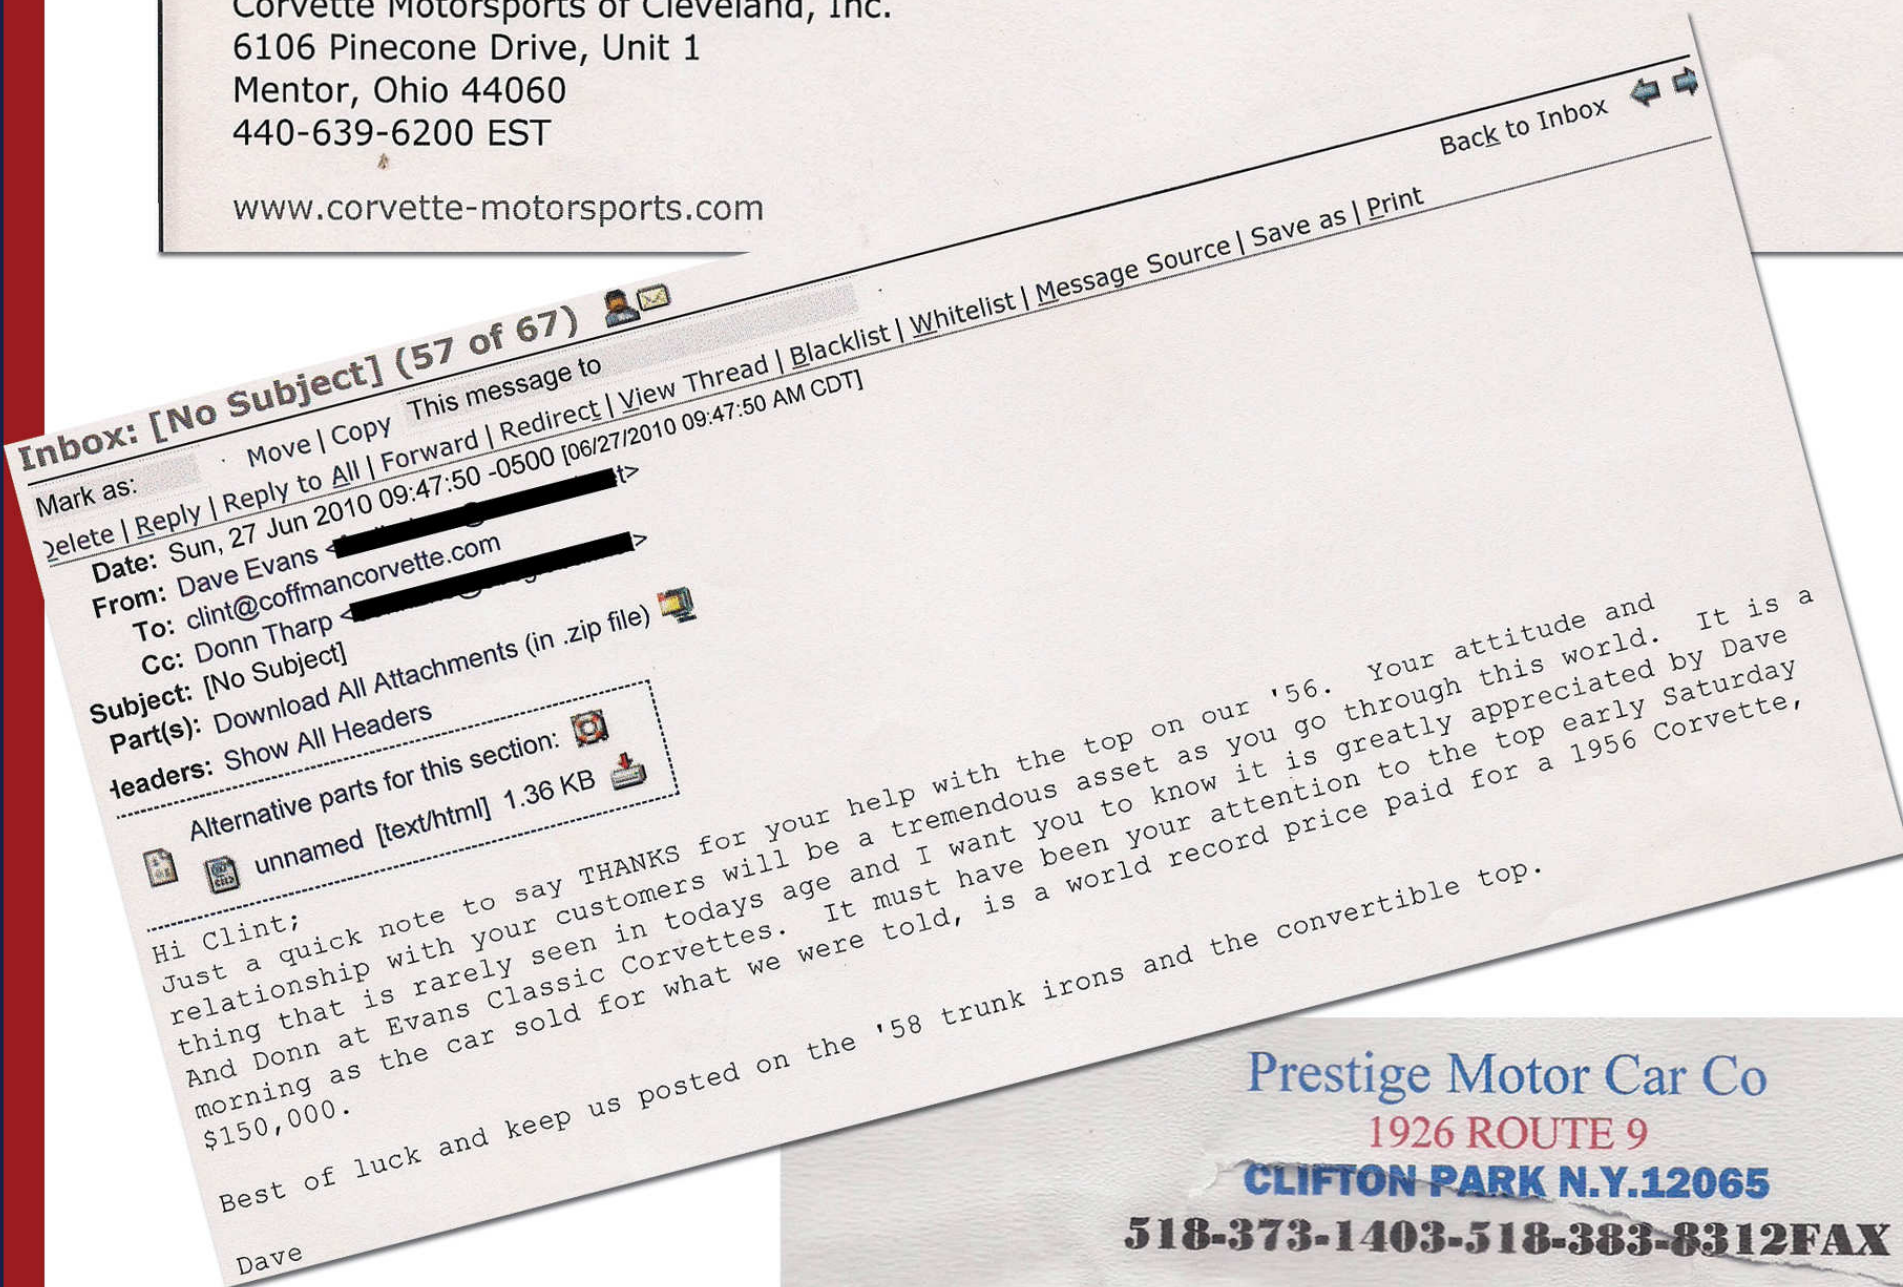 Corvette Motorsports of Cleveland, Inc.
6106 Pinecone Drive, Unit 1
Mentor, Ohio 44060
440-639-6200 EST
www.corvette-motorsports.com
Back to Inbox
Inbox: [No Subject] (57 of 67)
Mark as:
Move | Copy This message to
Delete | Reply | Reply to All | Forward | Redirect | View Thread | Blacklist | Whitelist | Message Source | Save as | Print
Date: Sun, 27 Jun 2010 09:47:50 -0500 [06/27/2010 09:47:50 AM CDT]
From: Dave Evans < t>
To: clint@coffmancorvette.com
Cc: Donn Tharp < >
Subject: [No Subject]
Part(s): Download All Attachments (in .zip file)
Headers: Show All Headers
Alternative parts for this section:
unnamed [text/html] 1.36 KB
Hi Clint;
Just a quick note to say THANKS for your help with the top on our '56. Your attitude and
relationship with your customers will be a tremendous asset as you go through this world. It is a
thing that is rarely seen in todays age and I want you to know it is greatly appreciated by Dave
And Donn at Evans Classic Corvettes. It must have been your attention to the top early Saturday
morning as the car sold for what we were told, is a world record price paid for a 1956 Corvette,
$150,000.
Best of luck and keep us posted on the '58 trunk irons and the convertible top.
Dave
Prestige Motor Car Co
1926 ROUTE 9
CLIFTON PARK N.Y.12065
518-373-1403-518-383-8312FAX